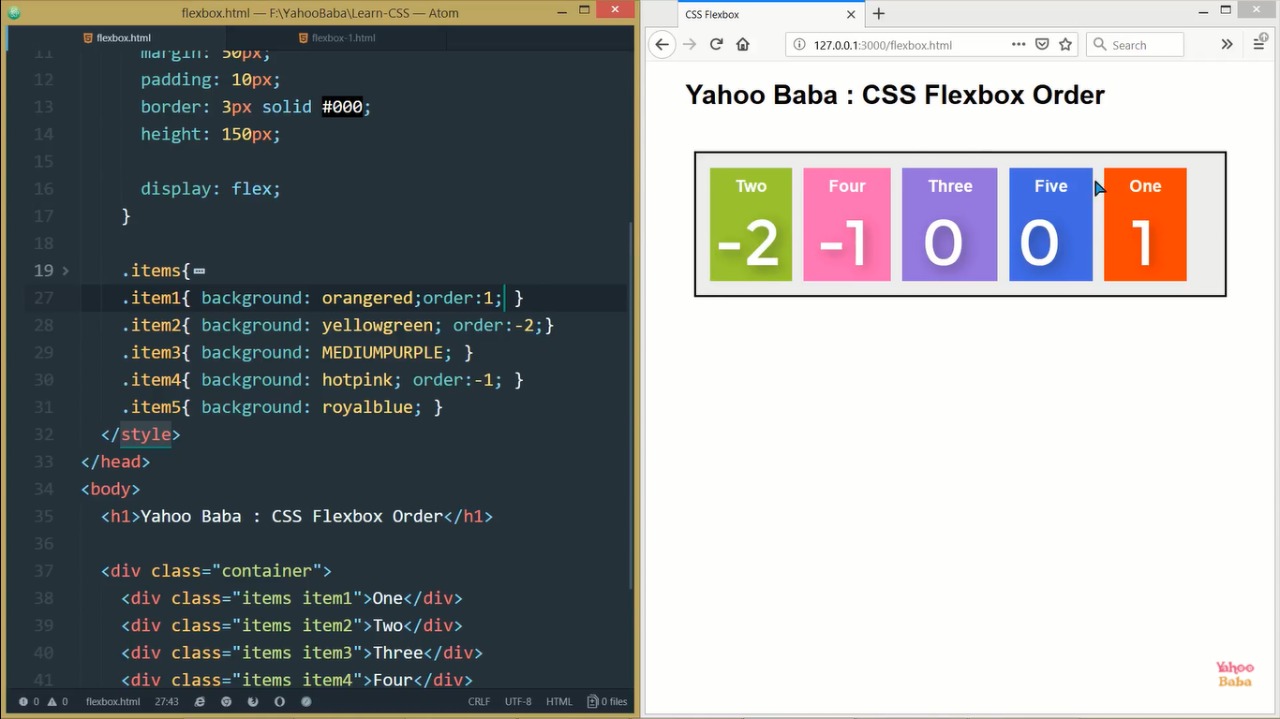 flexbox.html — F:\YahooBaba\Learn-CSS — Atom
flexbox.html
flexbox-1.html
11 margin: 50px;
12 padding: 10px;
13 border: 3px solid #000;
14 height: 150px;
15
16 display: flex;
17 }
18
19 .items{
27 .item1{ background: orangered;order:1; }
28 .item2{ background: yellowgreen; order:-2;}
29 .item3{ background: MEDIUMPURPLE; }
30 .item4{ background: hotpink; order:-1; }
31 .item5{ background: royalblue; }
32 </style>
33 </head>
34 <body>
35 <h1>Yahoo Baba : CSS Flexbox Order</h1>
36
37 <div class="container">
38 <div class="items item1">One</div>
39 <div class="items item2">Two</div>
40 <div class="items item3">Three</div>
41 <div class="items item4">Four</div>
0 0 flexbox.html 27:43 CRLF UTF-8 HTML 0 files
CSS Flexbox
127.0.0.1:3000/flexbox.html
Search
Yahoo Baba : CSS Flexbox Order
Two Four Three Five One
-2 -1 0 0 1
Yahoo
Baba